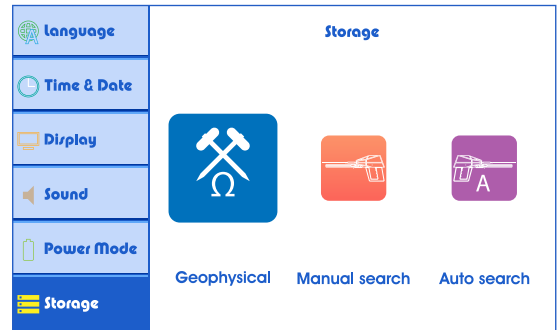 Language
Time & Date
Display
Sound
Power Mode
Storage
Storage
Ω
A
Geophysical
Manual search
Auto search